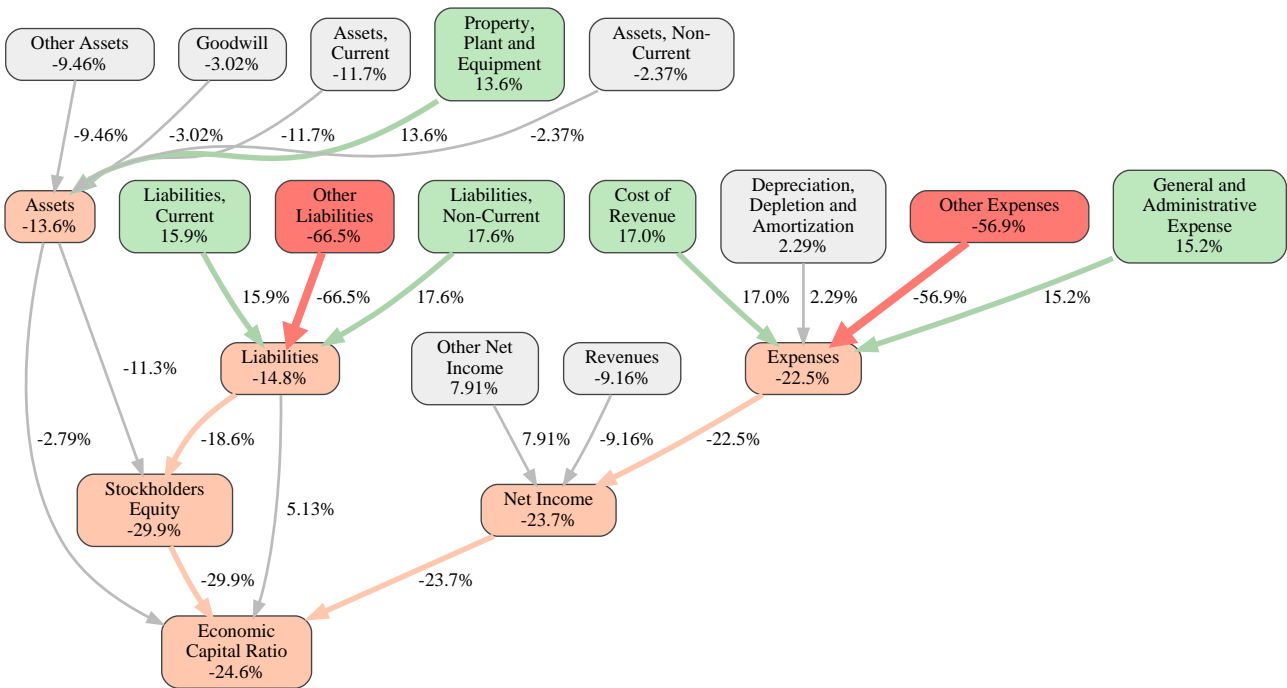 Other Assets
-9.46%
Goodwill
-3.02%
Assets,
Current
-11.7%
Property,
Plant and
Equipment
13.6%
Assets, Non-
Current
-2.37%
-9.46%
-3.02%
-11.7%
13.6%
-2.37%
Assets
-13.6%
Liabilities,
Current
15.9%
Other
Liabilities
-66.5%
Liabilities,
Non-Current
17.6%
Cost of
Revenue
17.0%
Depreciation,
Depletion and
Amortization
2.29%
Other Expenses
-56.9%
General and
Administrative
Expense
15.2%
15.9%
-66.5%
17.6%
17.0%
2.29%
-56.9%
15.2%
-11.3%
Liabilities
-14.8%
Other Net
Income
7.91%
Revenues
-9.16%
Expenses
-22.5%
-2.79%
-18.6%
7.91%
-9.16%
-22.5%
Stockholders
Equity
-29.9%
5.13%
Net Income
-23.7%
-29.9%
-23.7%
Economic
Capital Ratio
-24.6%